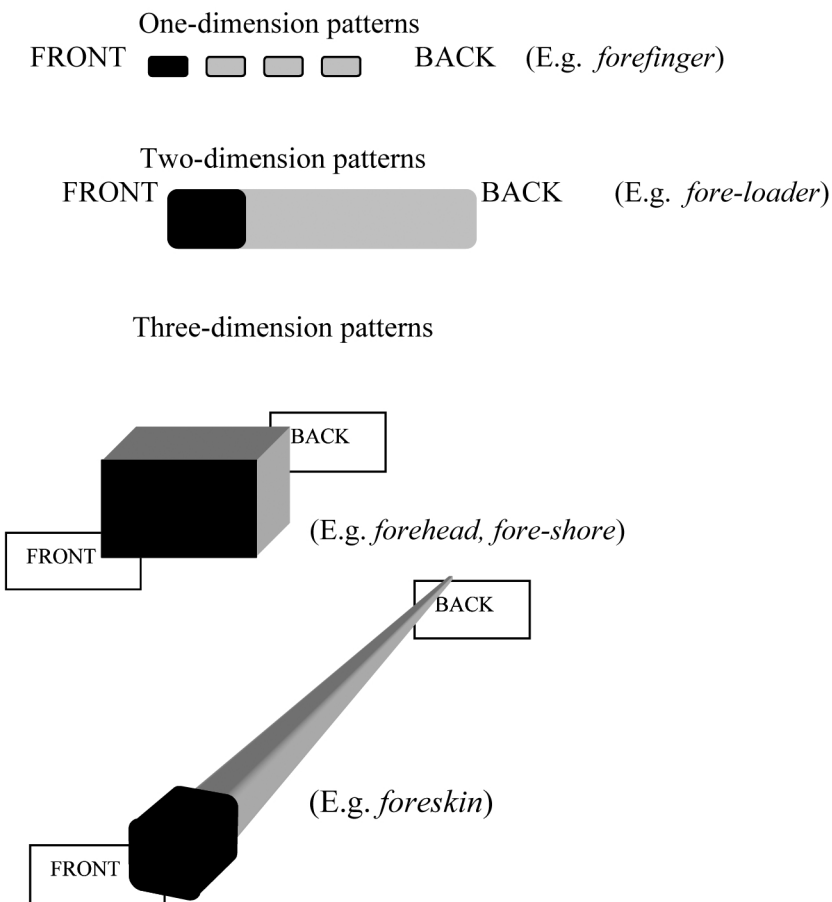 One-dimension patterns
FRONT BACK (E.g. forefinger)
Two-dimension patterns
FRONT BACK (E.g. fore-loader)
Three-dimension patterns
BACK
(E.g. forehead, fore-shore)
FRONT
BACK
(E.g. foreskin)
FRONT